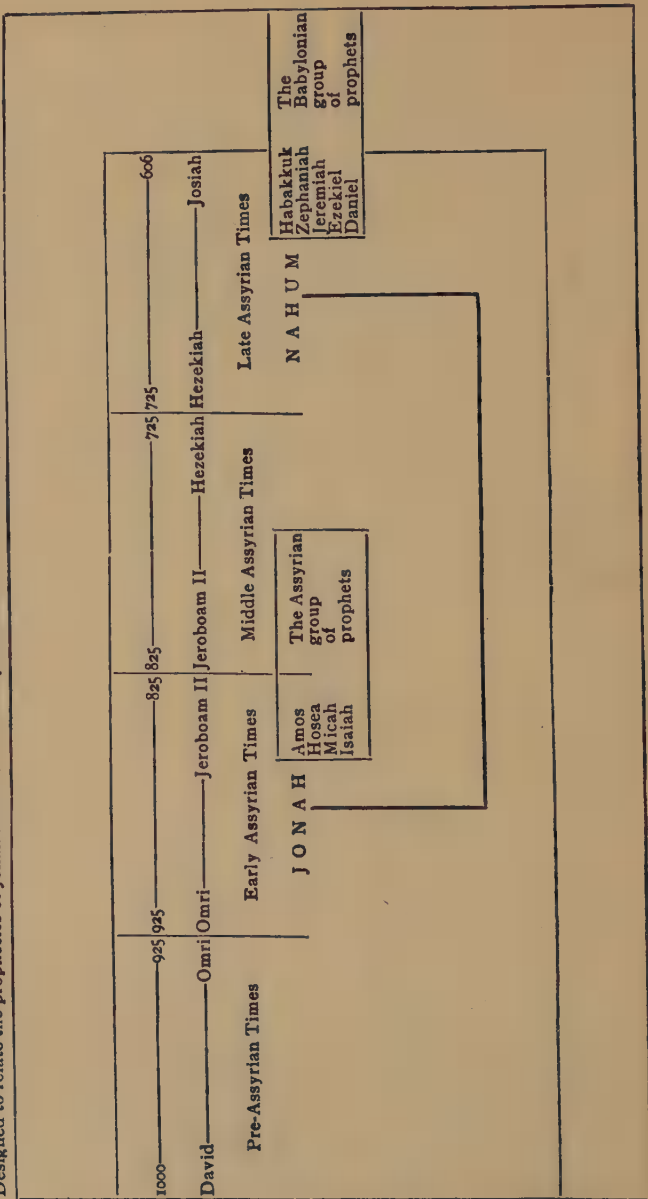 Designed to relate the prophecies of
1000——925 925——825 825——725 725——606
David——Omri Omri——Jeroboam II Jeroboam II——Hezekiah Hezekiah——Josiah
Pre-Assyrian Times
Early Assyrian Times
Middle Assyrian Times
Late Assyrian Times
JONAH
Amos
Hosea
Micah
Isaiah
The Assyrian
group
of
prophets
NAHUM
Habakkuk
Zephaniah
Jeremiah
Ezekiel
Daniel
The
Babylonian
group
of
prophets